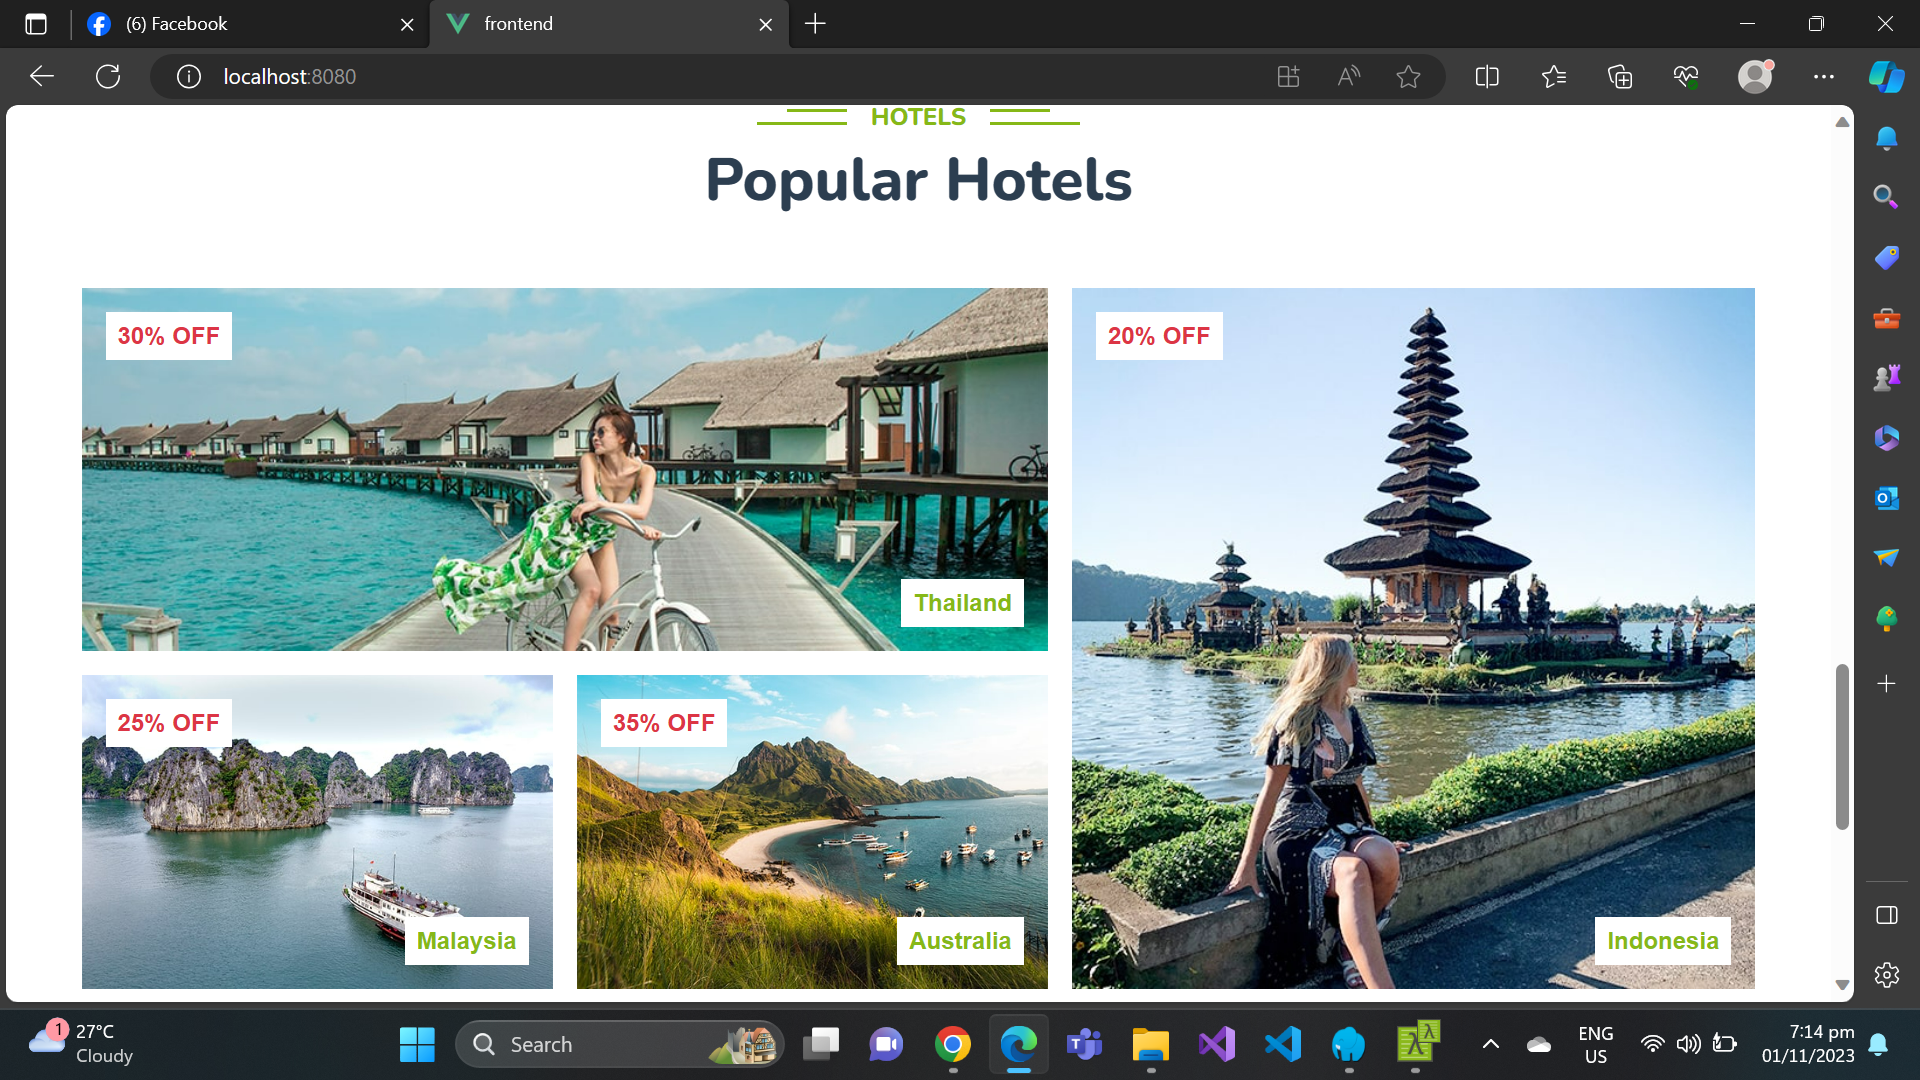 (6) Facebook
frontend
localhost:8080
HOTELS
Popular Hotels
30% OFF
Thailand
20% OFF
Indonesia
25% OFF
Malaysia
35% OFF
Australia
1
27°C
Cloudy
Search
ENG
US
7:14 pm
01/11/2023